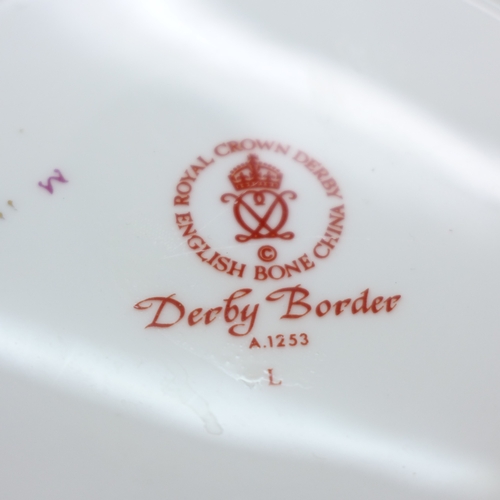 ROYAL CROWN DERBY
ENGLISH BONE CHINA
©
Derby Border
A.1253
L
M